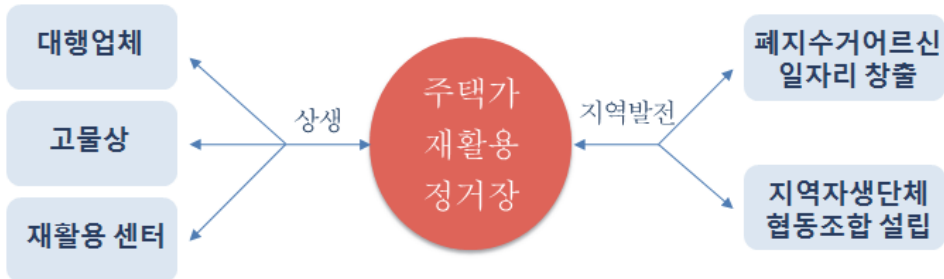 대행업체
고물상
재활용 센터
상생
주택가
재활용
정거장
지역발전
폐지수거어르신
일자리 창출
지역자생단체
협동조합 설립